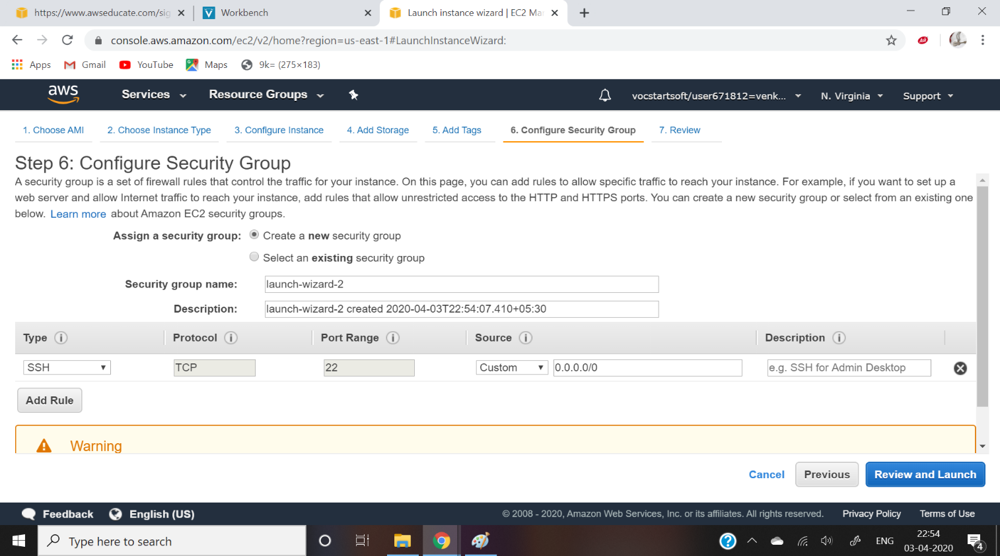 https://www.awseducate.com/sig
Workbench
Launch instance wizard | EC2 Ma
console.aws.amazon.com/ec2/v2/home?region=us-east-1#LaunchInstanceWizard:
Ask
Apps
Gmail
YouTube
Maps
9k= (275×183)
aws
Services
Resource Groups
vocstartsoft/user671812=venk...
N. Virginia
Support
1. Choose AMI
2. Choose Instance Type
3. Configure Instance
4. Add Storage
5. Add Tags
6. Configure Security Group
7. Review
Step 6: Configure Security Group
A security group is a set of firewall rules that control the traffic for your instance. On this page, you can add rules to allow specific traffic to reach your instance. For example, if you want to set up a
web server and allow Internet traffic to reach your instance, add rules that allow unrestricted access to the HTTP and HTTPS ports. You can create a new security group or select from an existing one
below. Learn more about Amazon EC2 security groups.
Assign a security group: Create a new security group
Select an existing security group
Security group name: launch-wizard-2
Description: launch-wizard-2 created 2020-04-03T22:54:07.410+05:30
Type Protocol Port Range Source Description
SSH TCP 22 Custom 0.0.0.0/0 e.g. SSH for Admin Desktop
Add Rule
Warning
Cancel Previous Review and Launch
Feedback English (US) © 2008 - 2020, Amazon Web Services, Inc. or its affiliates. All rights reserved. Privacy Policy Terms of Use
Type here to search
ENG
22:54
03-04-2020
4